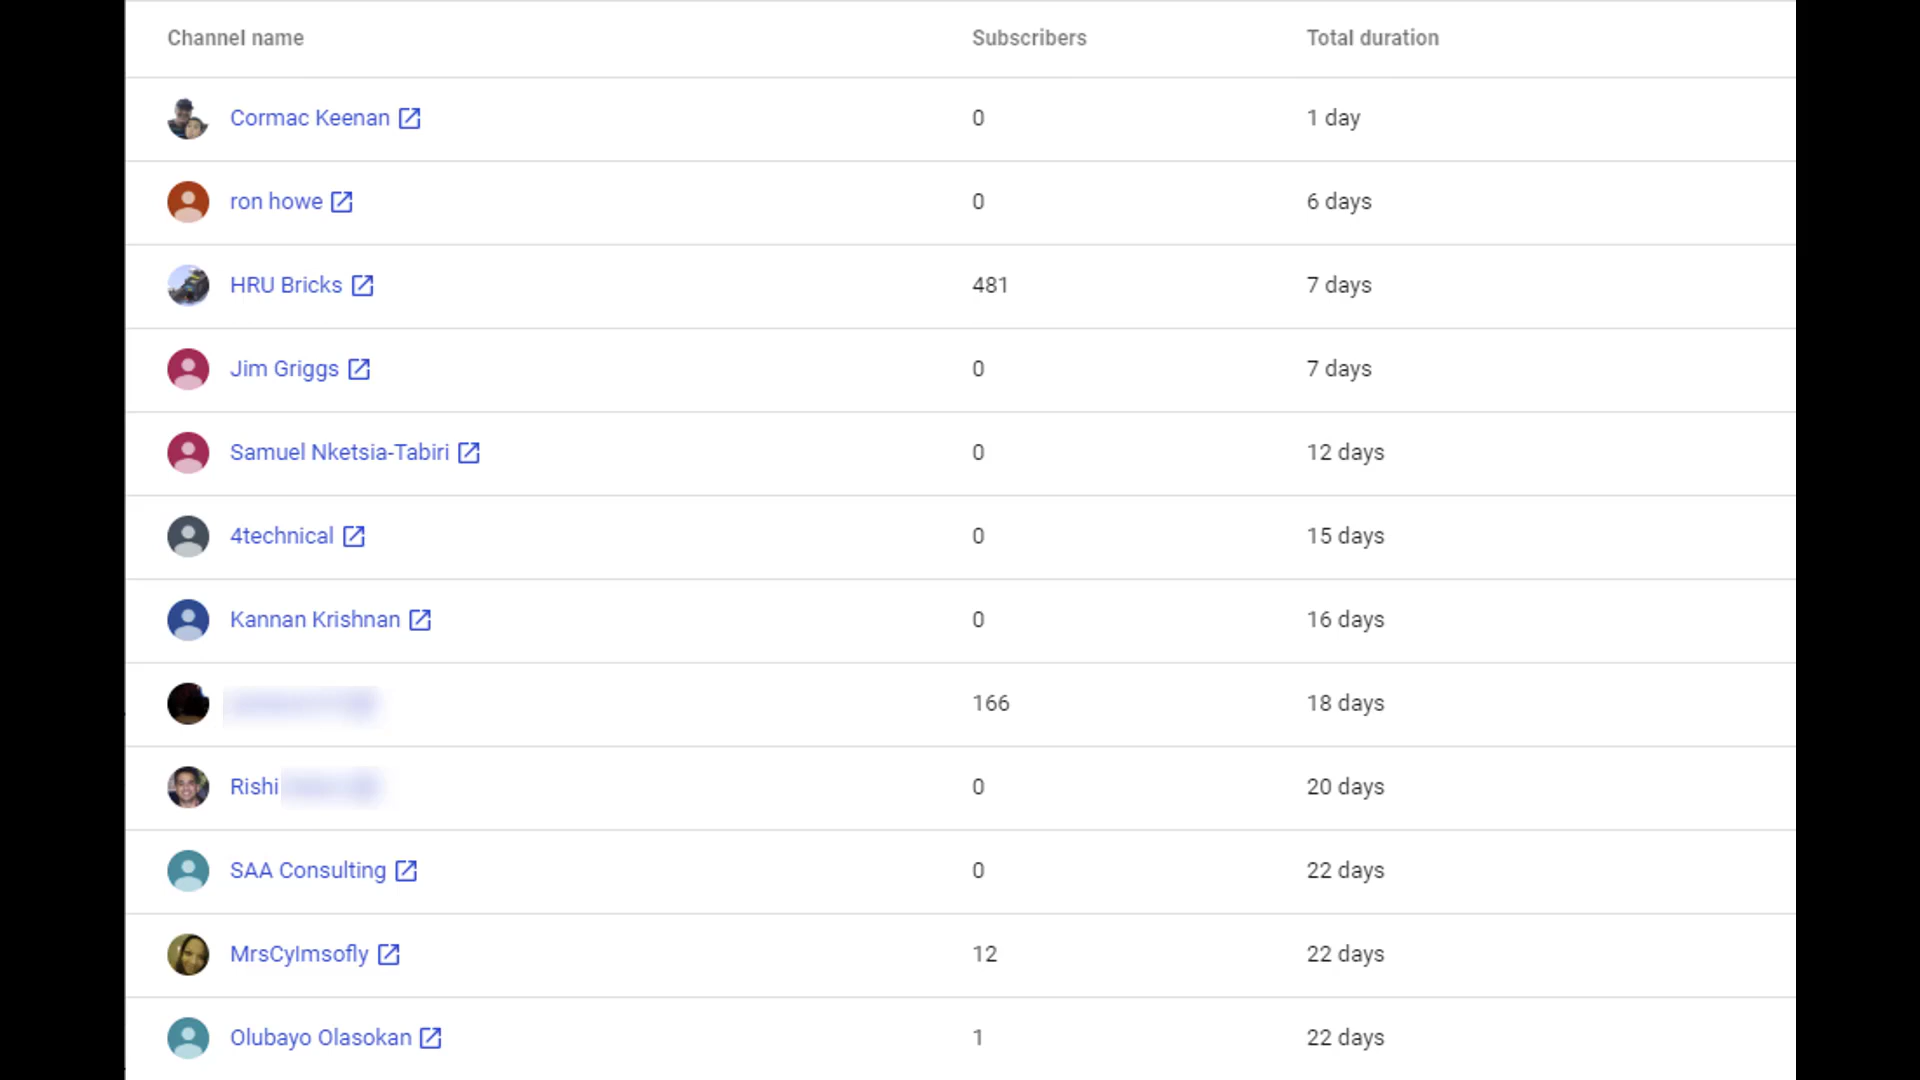 Channel name Subscribers Total duration
Cormac Keenan 0 1 day
ron howe 0 6 days
HRU Bricks 481 7 days
Jim Griggs 0 7 days
Samuel Nketsia-Tabiri 0 12 days
4technical 0 15 days
Kannan Krishnan 0 16 days
166 18 days
Rishi 0 20 days
SAA Consulting 0 22 days
MrsCyImsofly 12 22 days
Olubayo Olasokan 1 22 days